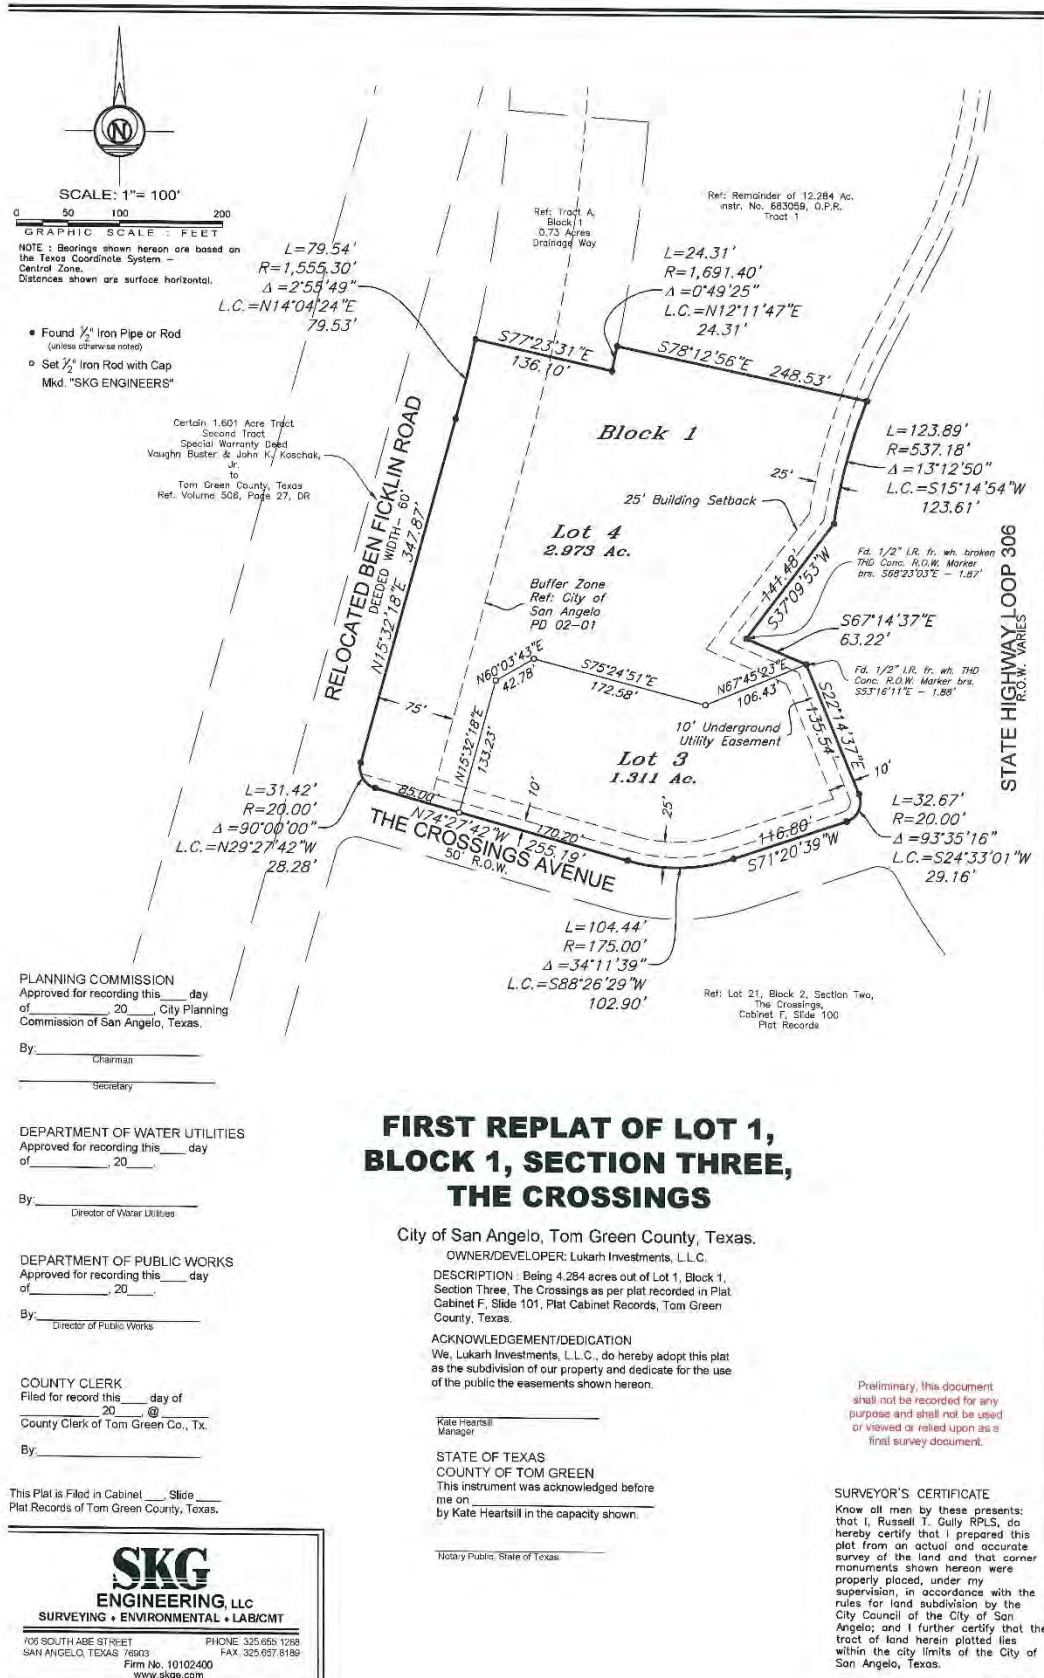 N
SCALE: 1"= 100'
0 50 100 200
GRAPHIC SCALE : FEET
NOTE : Bearings shown hereon are based on
the Texas Coordinate System -
Central Zone.
Distances shown are surface horizontal.
• Found 1/2" Iron Pipe or Rod
(unless otherwise noted)
o Set 1/2" Iron Rod with Cap
Mkd. "SKG ENGINEERS"
Certain 1.601 Acre Tract
Second Tract
Special Warranty Deed
Vaughn Buster & John K. Koschak,
Jr.
to
Tom Green County, Texas
Ref. Volume 506, Page 27, DR
L=79.54'
R=1,555.30'
Δ=2°55'49"
L.C.=N14°04'24"E
79.53'
Ref: Tract A,
Block 1
0.73 Acres
Drainage Way
Ref: Remainder of 12.284 Ac.
instr. No. 683059, O.P.R.
Tract 1
L=24.31'
R=1,691.40'
Δ=0°49'25"
L.C.=N12°11'47"E
24.31'
S77°23'31"E
136.10'
S78°12'56"E
248.53'
Block 1
L=123.89'
R=537.18'
Δ=13°12'50"
L.C.=S15°14'54"W
123.61'
25'
25' Building Setback
Lot 4
2.973 Ac.
RELOCATED BEN FICKLIN ROAD
DEEDED WIDTH- 60'
N15°32'18"E 347.87'
141.48'
S37°09'53"W
Fd. 1/2" I.R. fr. wh. broken
THD Conc. R.O.W. Marker
brs. S68°23'03"E - 1.87'
STATE HIGHWAY LOOP 306
R.O.W. VARIES
Buffer Zone
Ref: City of
San Angelo
PD 02-01
S67°14'37"E
63.22'
Fd. 1/2" I.R. fr. wh. THD
Conc. R.O.W. Marker brs.
S53°16'11"E - 1.88'
N60°03'43"E
42.78'
S75°24'51"E
172.58'
N67°45'23"E
106.43'
75'
N15°32'18"E
133.23'
10' Underground
Utility Easement
S22°14'37"E
135.54'
Lot 3
1.311 Ac.
10'
L=31.42'
R=20.00'
Δ=90°00'00"
L.C.=N29°27'42"W
28.28'
85.00'
10'
25'
N74°27'42"W
170.20'
255.19'
THE CROSSINGS AVENUE
50' R.O.W.
116.80'
S71°20'39"W
L=32.67'
R=20.00'
Δ=93°35'16"
L.C.=S24°33'01"W
29.16'
L=104.44'
R=175.00'
Δ=34°11'39"
L.C.=S88°26'29"W
102.90'
Ref: Lot 21, Block 2, Section Two,
The Crossings,
Cabinet F, Slide 100
Plat Records
PLANNING COMMISSION
Approved for recording this____ day
of__________, 20____, City Planning
Commission of San Angelo, Texas.
By:
Chairman
Secretary
DEPARTMENT OF WATER UTILITIES
Approved for recording this____ day
of__________, 20____.
By:
Director of Water Utilities
DEPARTMENT OF PUBLIC WORKS
Approved for recording this____ day
of__________, 20____.
By:
Director of Public Works
COUNTY CLERK
Filed for record this____ day of
__________ 20____, @ ______
County Clerk of Tom Green Co., Tx.
By:
This Plat is Filed in Cabinet ___, Slide ___
Plat Records of Tom Green County, Texas.
FIRST REPLAT OF LOT 1,
BLOCK 1, SECTION THREE,
THE CROSSINGS
City of San Angelo, Tom Green County, Texas.
OWNER/DEVELOPER: Lukarh Investments, L.L.C.
DESCRIPTION : Being 4.284 acres out of Lot 1, Block 1,
Section Three, The Crossings as per plat recorded in Plat
Cabinet F, Slide 101, Plat Cabinet Records, Tom Green
County, Texas.
ACKNOWLEDGEMENT/DEDICATION
We, Lukarh Investments, L.L.C., do hereby adopt this plat
as the subdivision of our property and dedicate for the use
of the public the easements shown hereon.
Kate Heartsill
Manager
STATE OF TEXAS
COUNTY OF TOM GREEN
This instrument was acknowledged before
me on
by Kate Heartsill in the capacity shown.
Notary Public, State of Texas
Preliminary, this document
shall not be recorded for any
purpose and shall not be used
or viewed or relied upon as a
final survey document.
SURVEYOR'S CERTIFICATE
Know all men by these presents:
that I, Russell T. Gully RPLS, do
hereby certify that I prepared this
plat from an actual and accurate
survey of the land and that corner
monuments shown hereon were
properly placed, under my
supervision, in accordance with the
rules for land subdivision by the
City Council of the City of San
Angelo; and I further certify that the
tract of land herein platted lies
within the city limits of the City of
San Angelo, Texas.
SKG
ENGINEERING, LLC
SURVEYING • ENVIRONMENTAL • LAB/CMT
706 SOUTH ABE STREET PHONE: 325.655.1288
SAN ANGELO, TEXAS 76903 FAX: 325.657.8189
Firm No. 10102400
www.skge.com